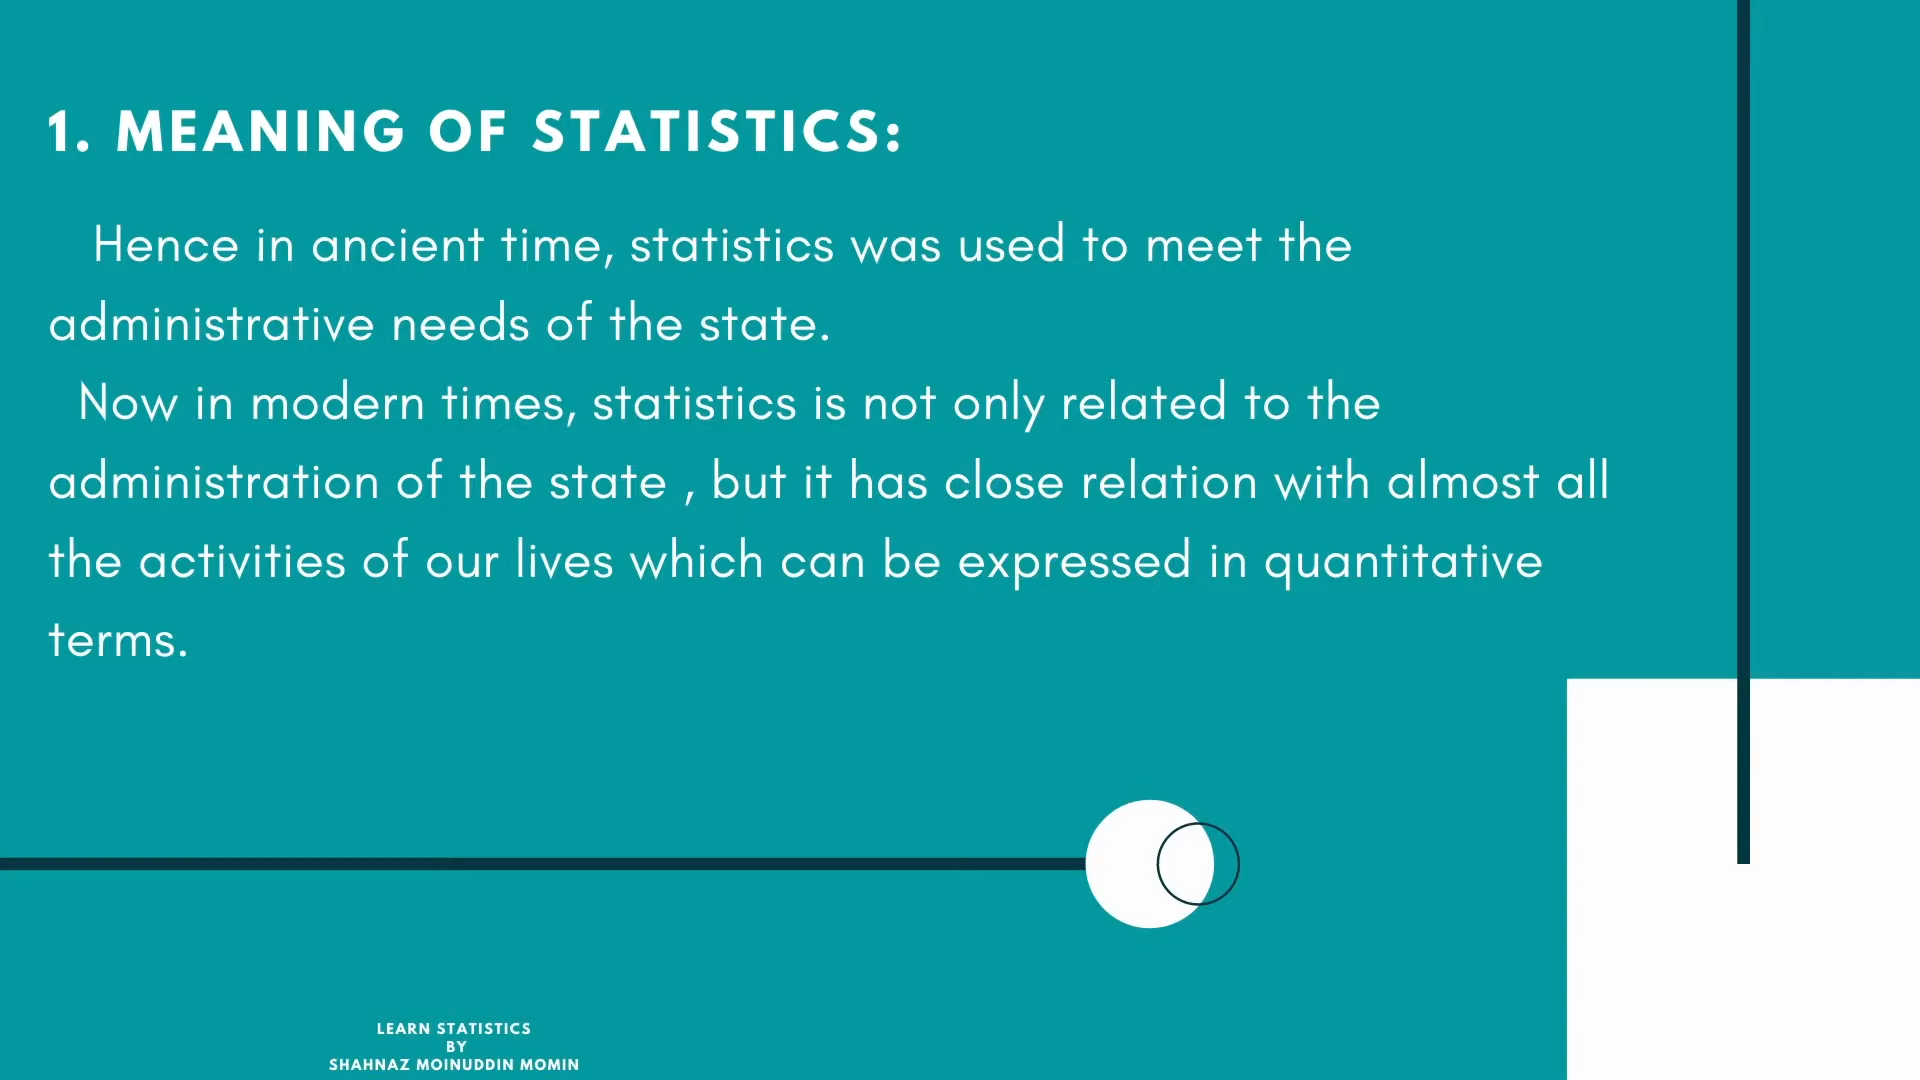 1. MEANING OF STATISTICS:
Hence in ancient time, statistics was used to meet the
administrative needs of the state.
Now in modern times, statistics is not only related to the
administration of the state , but it has close relation with almost all
the activities of our lives which can be expressed in quantitative
terms.
LEARN STATISTICS
BY
SHAHNAZ MOINUDDIN MOMIN